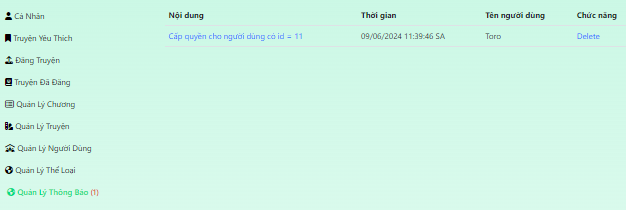 Cá Nhân
Truyện Yêu Thích
Đăng Truyện
Truyện Đã Đăng
Quản Lý Chương
Quản Lý Truyện
Quản Lý Người Dùng
Quản Lý Thể Loại
Quản Lý Thông Báo (1)
Nội dung Thời gian Tên người dùng Chức năng
Cấp quyền cho người dùng có id = 11 09/06/2024 11:39:46 SA Toro Delete